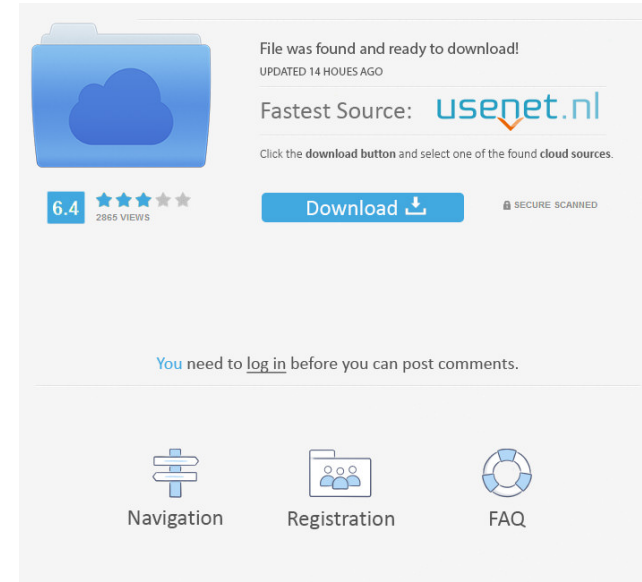 File was found and ready to download!
UPDATED 14 HOUES AGO
Fastest Source: usenet.nl
Click the download button and select one of the found cloud sources.
6.4
2865 VIEWS
Download
SECURE SCANNED
You need to log in before you can post comments.
Navigation
Registration
FAQ